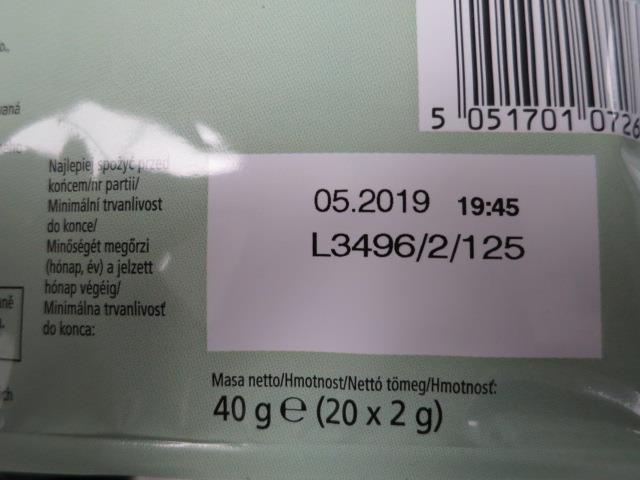 5 051701 0726
vaná
Najlepiej spożyć przed
końcem/nr partii/
Minimální trvanlivost
do konce/
Minőségét megőrzi
(hónap, év) a jelzett
hónap végéig/
Minimálna trvanlivosť
do konca:
05.2019 19:45
L3496/2/125
Masa netto/Hmotnost/Nettó tömeg/Hmotnosť:
40 g e (20 x 2 g)